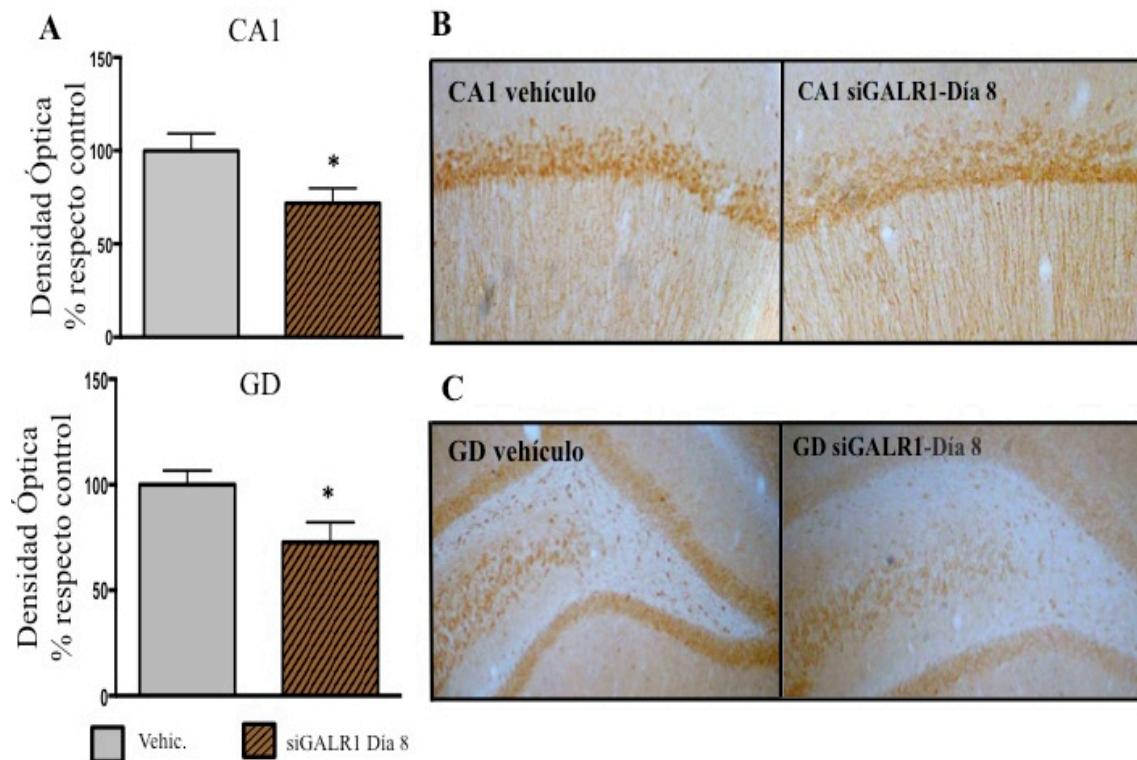 A
CA1
Densidad Óptica
% respecto control
150
100
50
0
*
GD
Densidad Óptica
% respecto control
150
100
50
0
*
Vehic.
siGALR1 Día 8
B
CA1 vehículo
CA1 siGALR1-Día 8
C
GD vehículo
GD siGALR1-Día 8